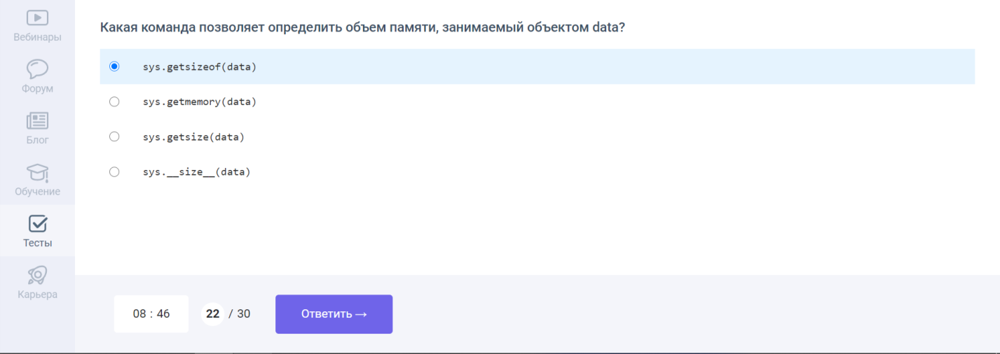 Вебинары
Форум
Блог
Обучение
Тесты
Карьера
Какая команда позволяет определить объем памяти, занимаемый объектом data?
sys.getsizeof(data)
sys.getmemory(data)
sys.getsize(data)
sys.__size__(data)
08 : 46 22 / 30 Ответить →